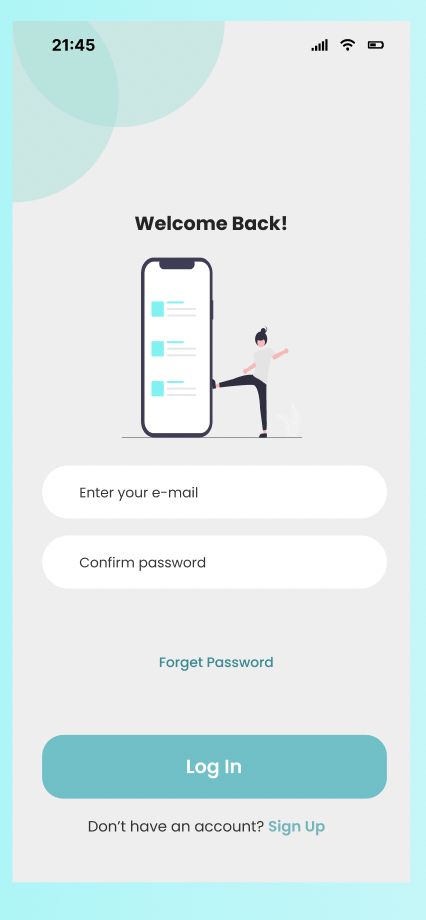 21:45
Welcome Back!
Enter your e-mail
Confirm password
Forget Password
Log In
Don’t have an account? Sign Up